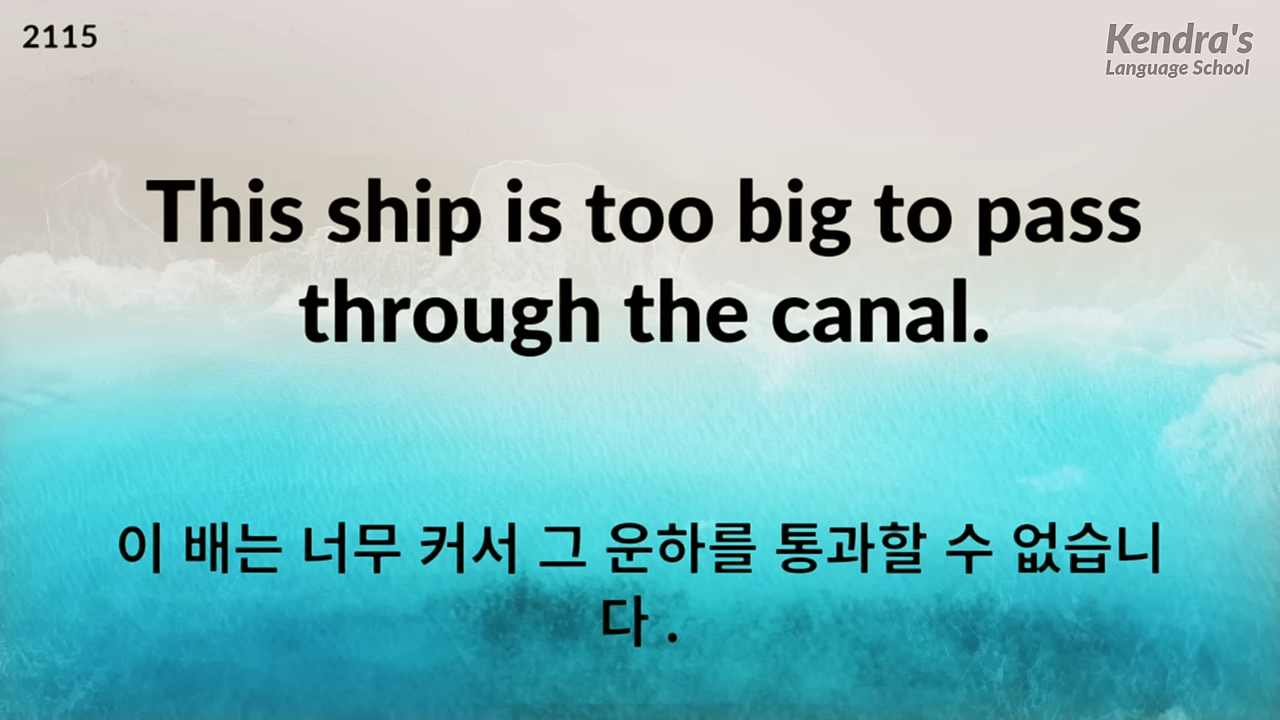 2115
Kendra's
Language School
This ship is too big to pass
through the canal.
이 배는 너무 커서 그 운하를 통과할 수 없습니
다 .